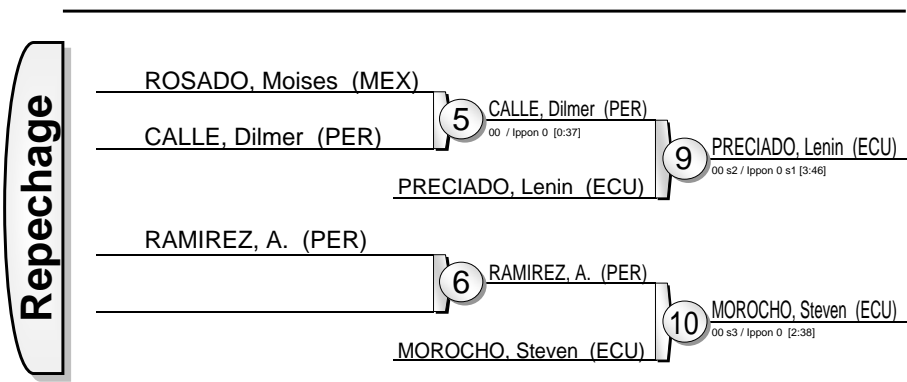 Repechage
ROSADO, Moises (MEX)
CALLE, Dilmer (PER)
5
CALLE, Dilmer (PER)
00 / Ippon 0 [0:37]
PRECIADO, Lenin (ECU)
9
PRECIADO, Lenin (ECU)
00 s2 / Ippon 0 s1 [3:46]
RAMIREZ, A. (PER)
6
RAMIREZ, A. (PER)
MOROCHO, Steven (ECU)
10
MOROCHO, Steven (ECU)
00 s3 / Ippon 0 [2:38]